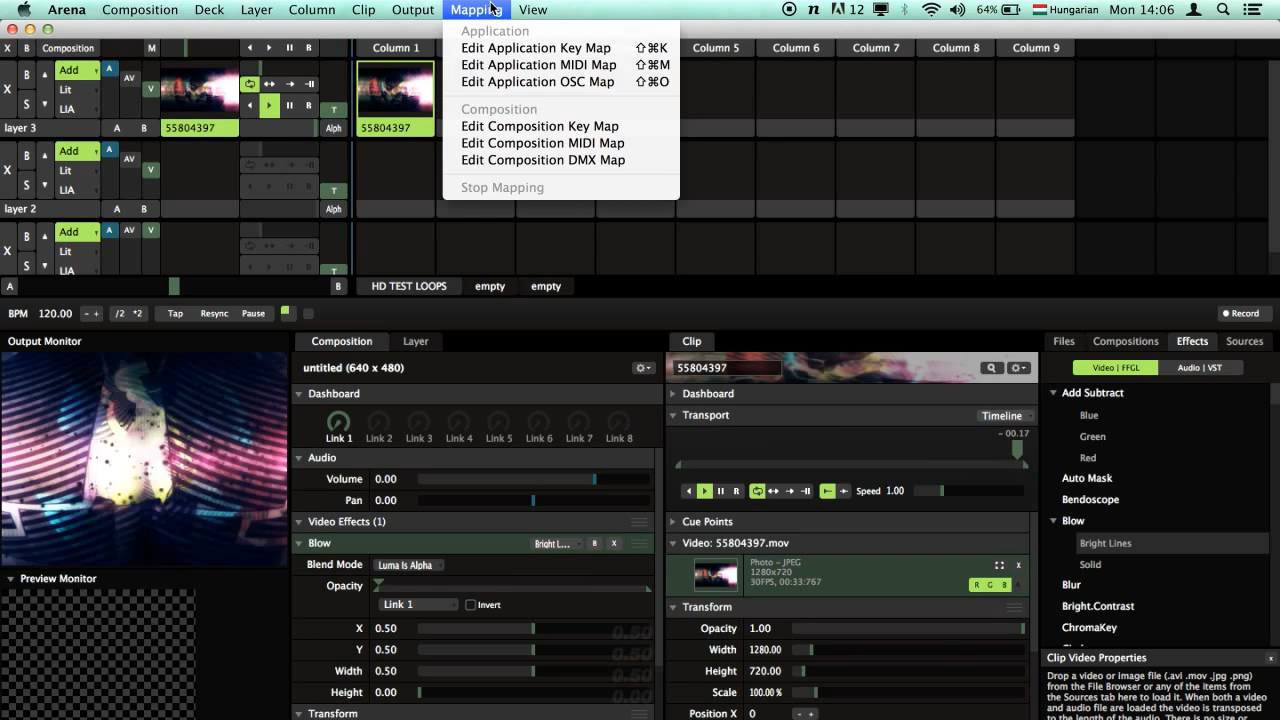 Arena Composition Deck Layer Column Clip Output Mapping View 12 64% Hungarian Mon 14:06
X B Composition M B Column 1 Column 5 Column 6 Column 7 Column 8 Column 9
Application
Edit Application Key Map ⇧⌘K
Edit Application MIDI Map ⇧⌘M
Edit Application OSC Map ⇧⌘O
Composition
Edit Composition Key Map
Edit Composition MIDI Map
Edit Composition DMX Map
Stop Mapping
X B S Add Lit LIA A AV V R T
layer 3 A B 55804397 Alph 55804397
X B S Add Lit LIA A AV V R T
layer 2 A B Alph
X B S Add Lit LIA A AV V R T
A B HD TEST LOOPS empty empty
BPM 120.00 - + /2 *2 Tap Resync Pause Record
Output Monitor
Preview Monitor
Composition Layer
untitled (640 x 480)
Dashboard
Link 1 Link 2 Link 3 Link 4 Link 5 Link 6 Link 7 Link 8
Audio
Volume 0.00
Pan 0.00
Video Effects (1)
Blow Bright L... B X
Blend Mode Luma Is Alpha
Opacity
Link 1 Invert
X 0.50 0.50
Y 0.50 0.50
Width 0.50 0.50
Height 0.00 0.00
Transform
Clip
55804397
Dashboard
Transport Timeline
- 00.17
R Speed 1.00
Cue Points
Video: 55804397.mov
Photo - JPEG
1280x720
30FPS, 00:33:767
x
R G B A
Transform
Opacity 1.00
Width 1280.00
Height 720.00
Scale 100.00 %
Position X 0 - +
Files Compositions Effects Sources
Video | FFGL Audio | VST
Add Subtract
Blue
Green
Red
Auto Mask
Bendoscope
Blow
Bright Lines
Solid
Blur
Bright.Contrast
ChromaKey
Clip Video Properties x
Drop a video or image file (.avi .mov .jpg .png)
from the File Browser or any of the items from
the Sources tab here to load it. When both a
video and audio file are loaded the video is transposed
to the length of the audio. There is no size or